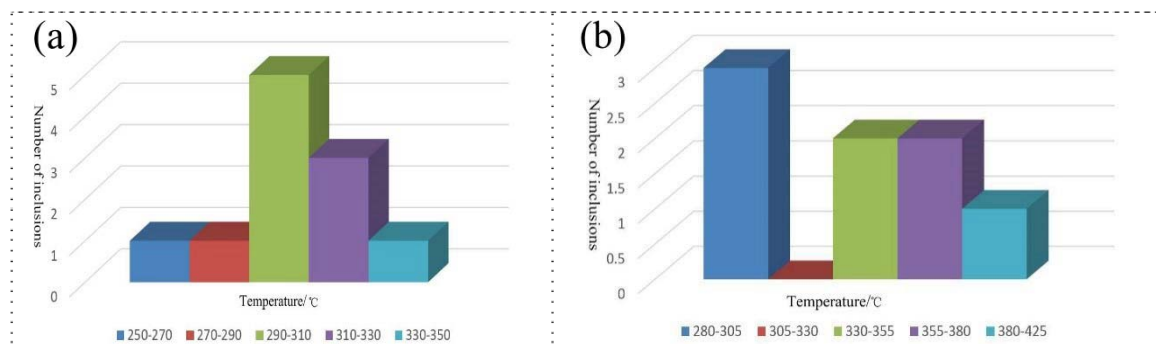 (a)
Number of inclusions
5
4
3
2
1
0
Temperature/℃
250-270 270-290 290-310 310-330 330-350
(b)
Number of inclusions
3
2.5
2
1.5
1
0.5
0
Temperature/℃
280-305 305-330 330-355 355-380 380-425